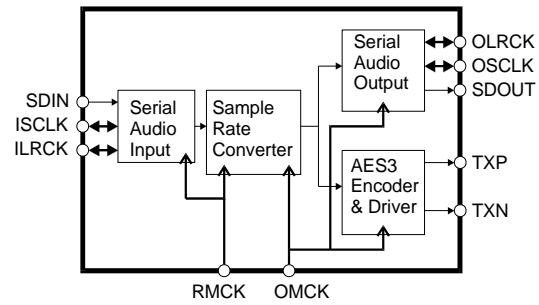 SDIN
ISCLK
ILRCK
Serial
Audio
Input
Sample
Rate
Converter
Serial
Audio
Output
AES3
Encoder
& Driver
OLRCK
OSCLK
SDOUT
TXP
TXN
RMCK
OMCK